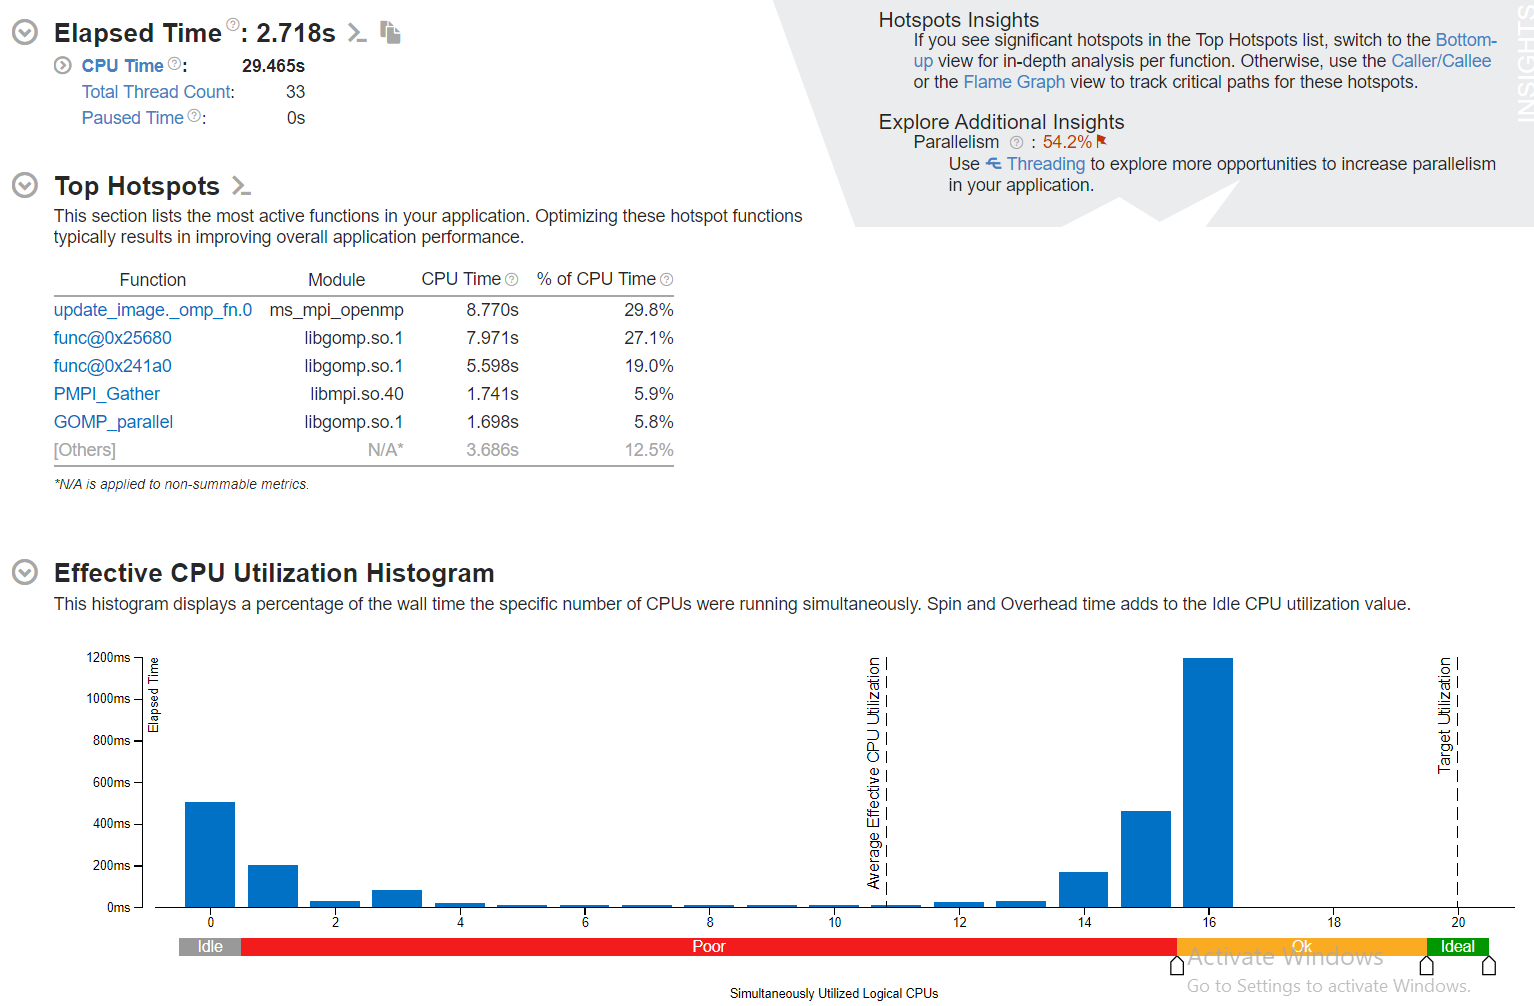 Elapsed Time ?: 2.718s
CPU Time ?: 29.465s
Total Thread Count: 33
Paused Time ?: 0s
Hotspots Insights
If you see significant hotspots in the Top Hotspots list, switch to the Bottom-
up view for in-depth analysis per function. Otherwise, use the Caller/Callee
or the Flame Graph view to track critical paths for these hotspots.
Explore Additional Insights
Parallelism ? : 54.2%
Use Threading to explore more opportunities to increase parallelism
in your application.
INSIGHTS
Top Hotspots
This section lists the most active functions in your application. Optimizing these hotspot functions
typically results in improving overall application performance.
Function Module CPU Time ? % of CPU Time ?
update_image._omp_fn.0 ms_mpi_openmp 8.770s 29.8%
func@0x25680 libgomp.so.1 7.971s 27.1%
func@0x241a0 libgomp.so.1 5.598s 19.0%
PMPI_Gather libmpi.so.40 1.741s 5.9%
GOMP_parallel libgomp.so.1 1.698s 5.8%
[Others] N/A* 3.686s 12.5%
*N/A is applied to non-summable metrics.
Effective CPU Utilization Histogram
This histogram displays a percentage of the wall time the specific number of CPUs were running simultaneously. Spin and Overhead time adds to the Idle CPU utilization value.
1200ms
1000ms
800ms
600ms
400ms
200ms
0ms
Elapsed Time
Average Effective CPU Utilization
Target Utilization
0 2 4 6 8 10 12 14 16 18 20
Idle Poor Ok Ideal
Simultaneously Utilized Logical CPUs
Activate Windows
Go to Settings to activate Windows.